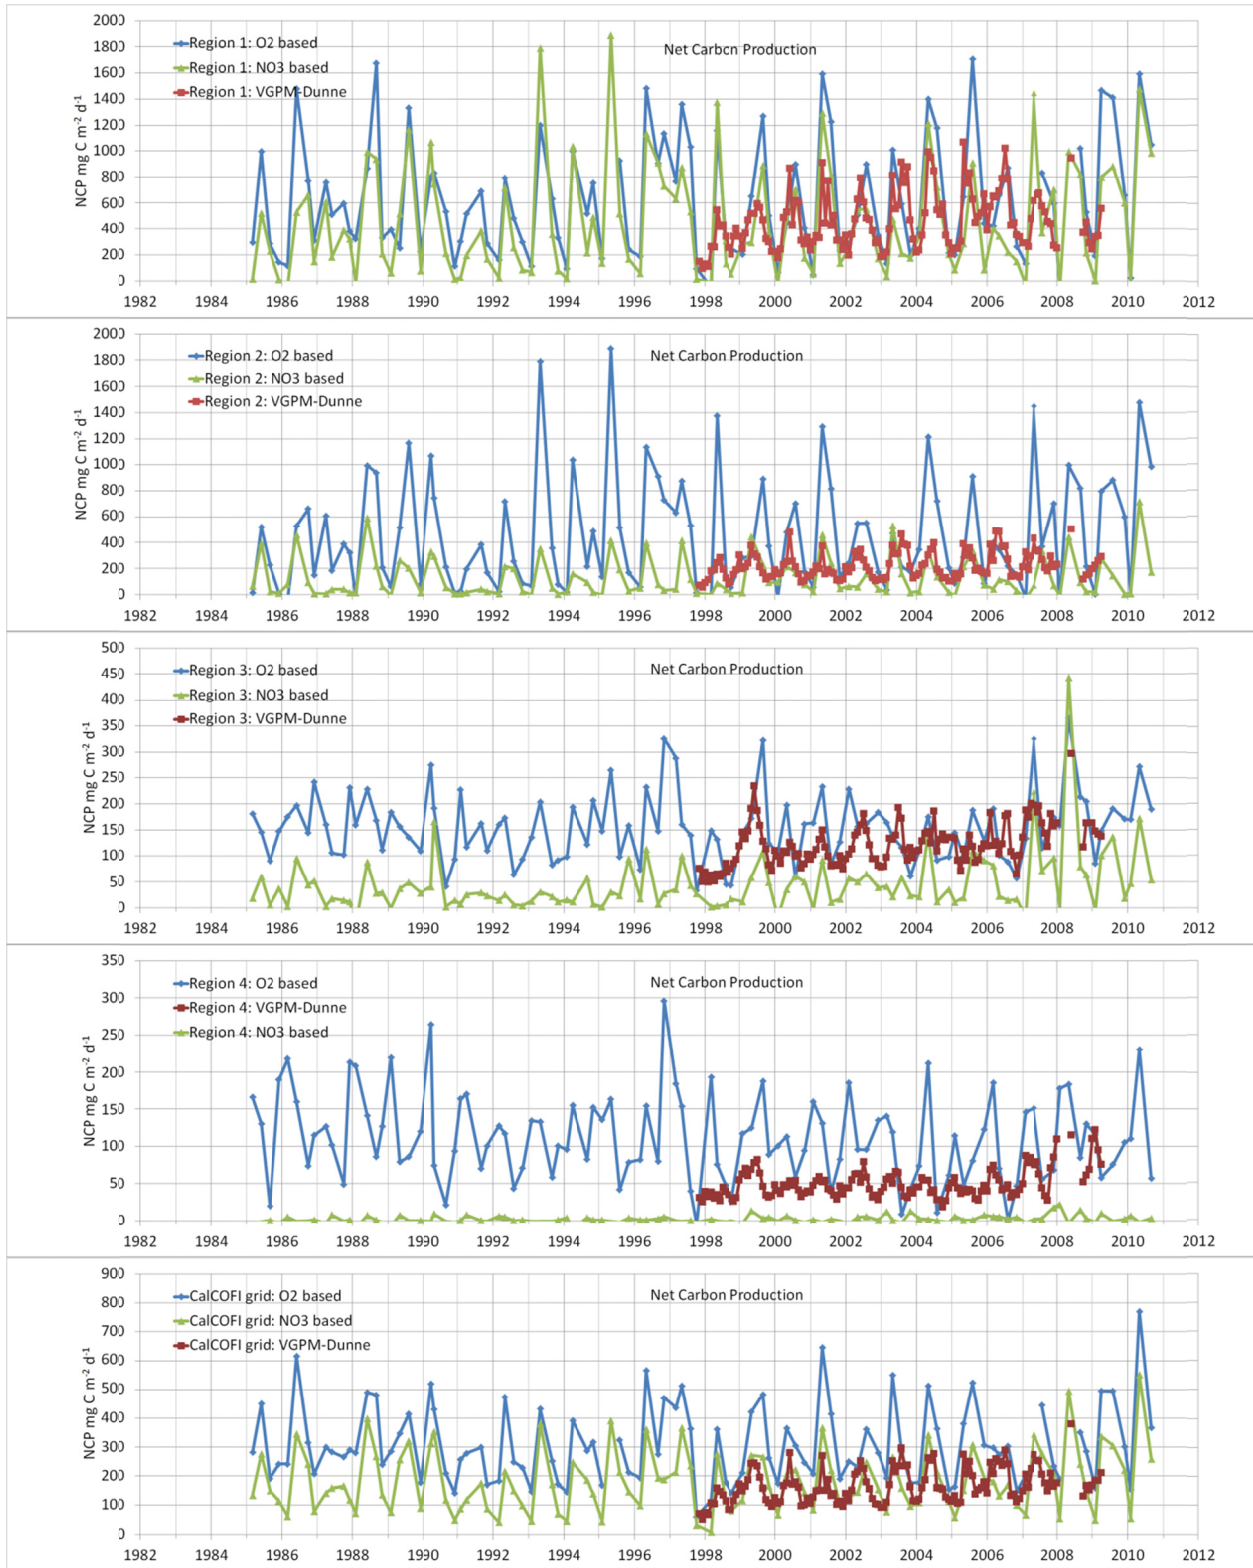 2000
1800
1600
1400
1200
1000
800
600
400
200
0
NCP mg C m⁻² d⁻¹
Region 1: O2 based
Region 1: NO3 based
Region 1: VGPM-Dunne
Net Carbon Production
1982 1984 1986 1988 1990 1992 1994 1996 1998 2000 2002 2004 2006 2008 2010 2012
2000
1800
1600
1400
1200
1000
800
600
400
200
0
NCP mg C m⁻² d⁻¹
Region 2: O2 based
Region 2: NO3 based
Region 2: VGPM-Dunne
Net Carbon Production
1982 1984 1986 1988 1990 1992 1994 1996 1998 2000 2002 2004 2006 2008 2010 2012
500
450
400
350
300
250
200
150
100
50
0
NCP mg C m⁻² d⁻¹
Region 3: O2 based
Region 3: NO3 based
Region 3: VGPM-Dunne
Net Carbon Production
1982 1984 1986 1988 1990 1992 1994 1996 1998 2000 2002 2004 2006 2008 2010 2012
350
300
250
200
150
100
50
0
NCP mg C m⁻² d⁻¹
Region 4: O2 based
Region 4: VGPM-Dunne
Region 4: NO3 based
Net Carbon Production
1982 1984 1986 1988 1990 1992 1994 1996 1998 2000 2002 2004 2006 2008 2010 2012
900
800
700
600
500
400
300
200
100
0
NCP mg C m⁻² d⁻¹
CalCOFI grid: O2 based
CalCOFI grid: NO3 based
CalCOFI grid: VGPM-Dunne
Net Carbon Production
1982 1984 1986 1988 1990 1992 1994 1996 1998 2000 2002 2004 2006 2008 2010 2012